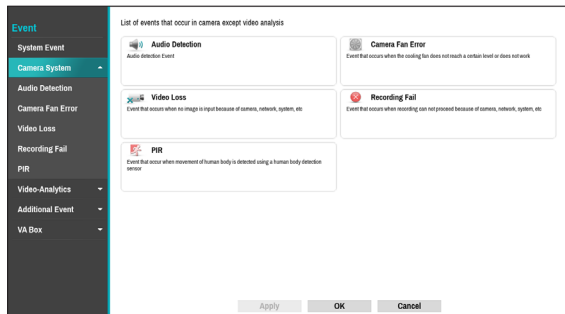 Event
System Event
Camera System
Audio Detection
Camera Fan Error
Video Loss
Recording Fail
PIR
Video-Analytics
Additional Event
VA Box
List of events that occur in camera except video analysis
Audio Detection
Audio detection Event
Camera Fan Error
Event that occurs when the cooling fan does not reach a certain level or does not work
Video Loss
Event that occurs when no image is input because of camera, network, system, etc
Recording Fail
Event that occurs when recording can not proceed because of camera, network, system, etc
PIR
Event that occur when movement of human body is detected using a human body detection
sensor
Apply
OK
Cancel